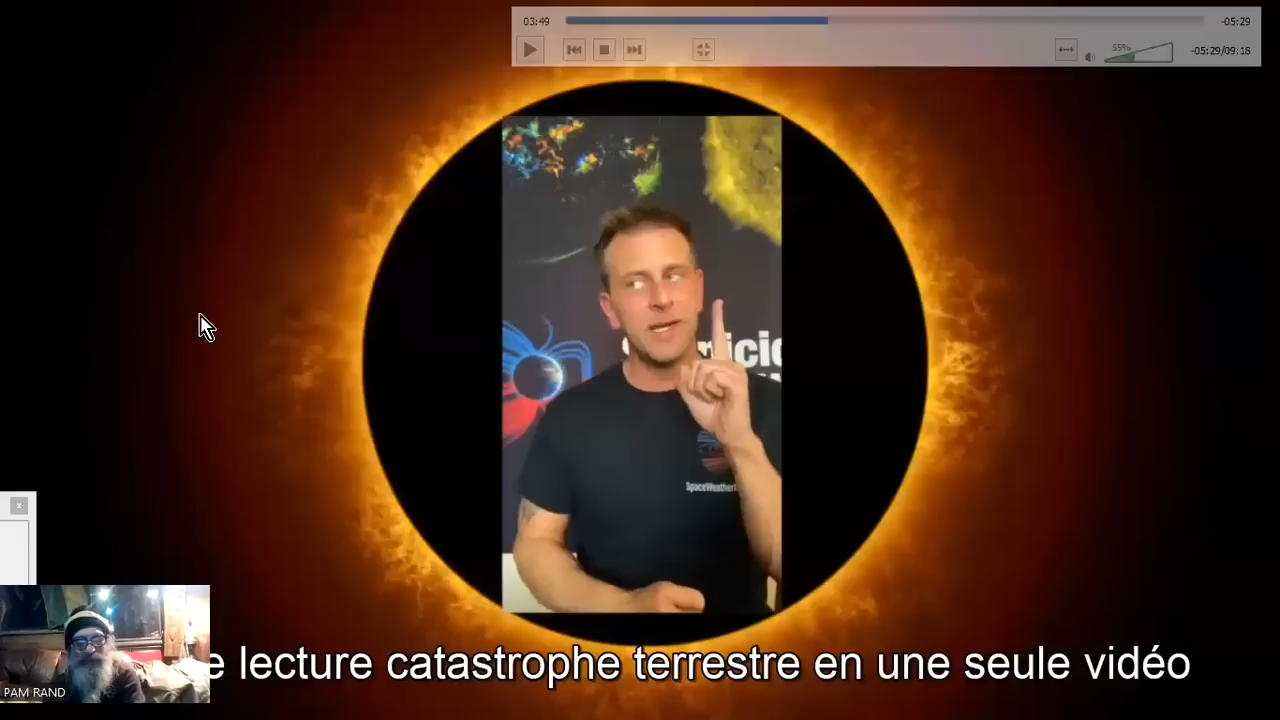 03:49
-05:29
55%
-05:29/09:18
SpaceWeather
PAM RAND
e lecture catastrophe terrestre en une seule vidéo